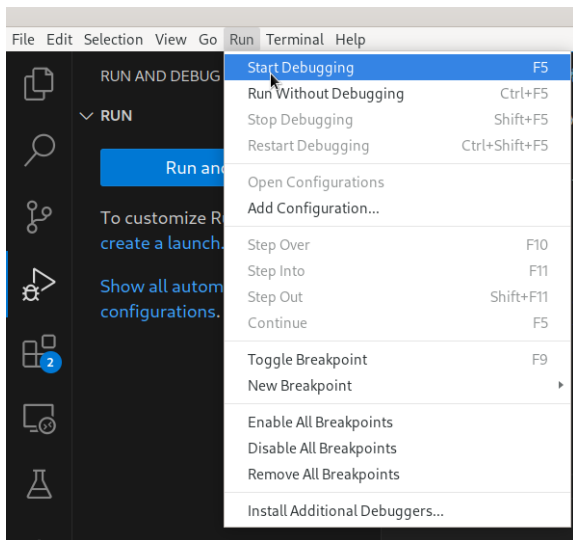 File Edit Selection View Go Run Terminal Help
RUN AND DEBUG
RUN
Run and
To customize R
create a launch.
Show all autom
configurations.
2
Start Debugging F5
Run Without Debugging Ctrl+F5
Stop Debugging Shift+F5
Restart Debugging Ctrl+Shift+F5
Open Configurations
Add Configuration...
Step Over F10
Step Into F11
Step Out Shift+F11
Continue F5
Toggle Breakpoint F9
New Breakpoint
Enable All Breakpoints
Disable All Breakpoints
Remove All Breakpoints
Install Additional Debuggers...